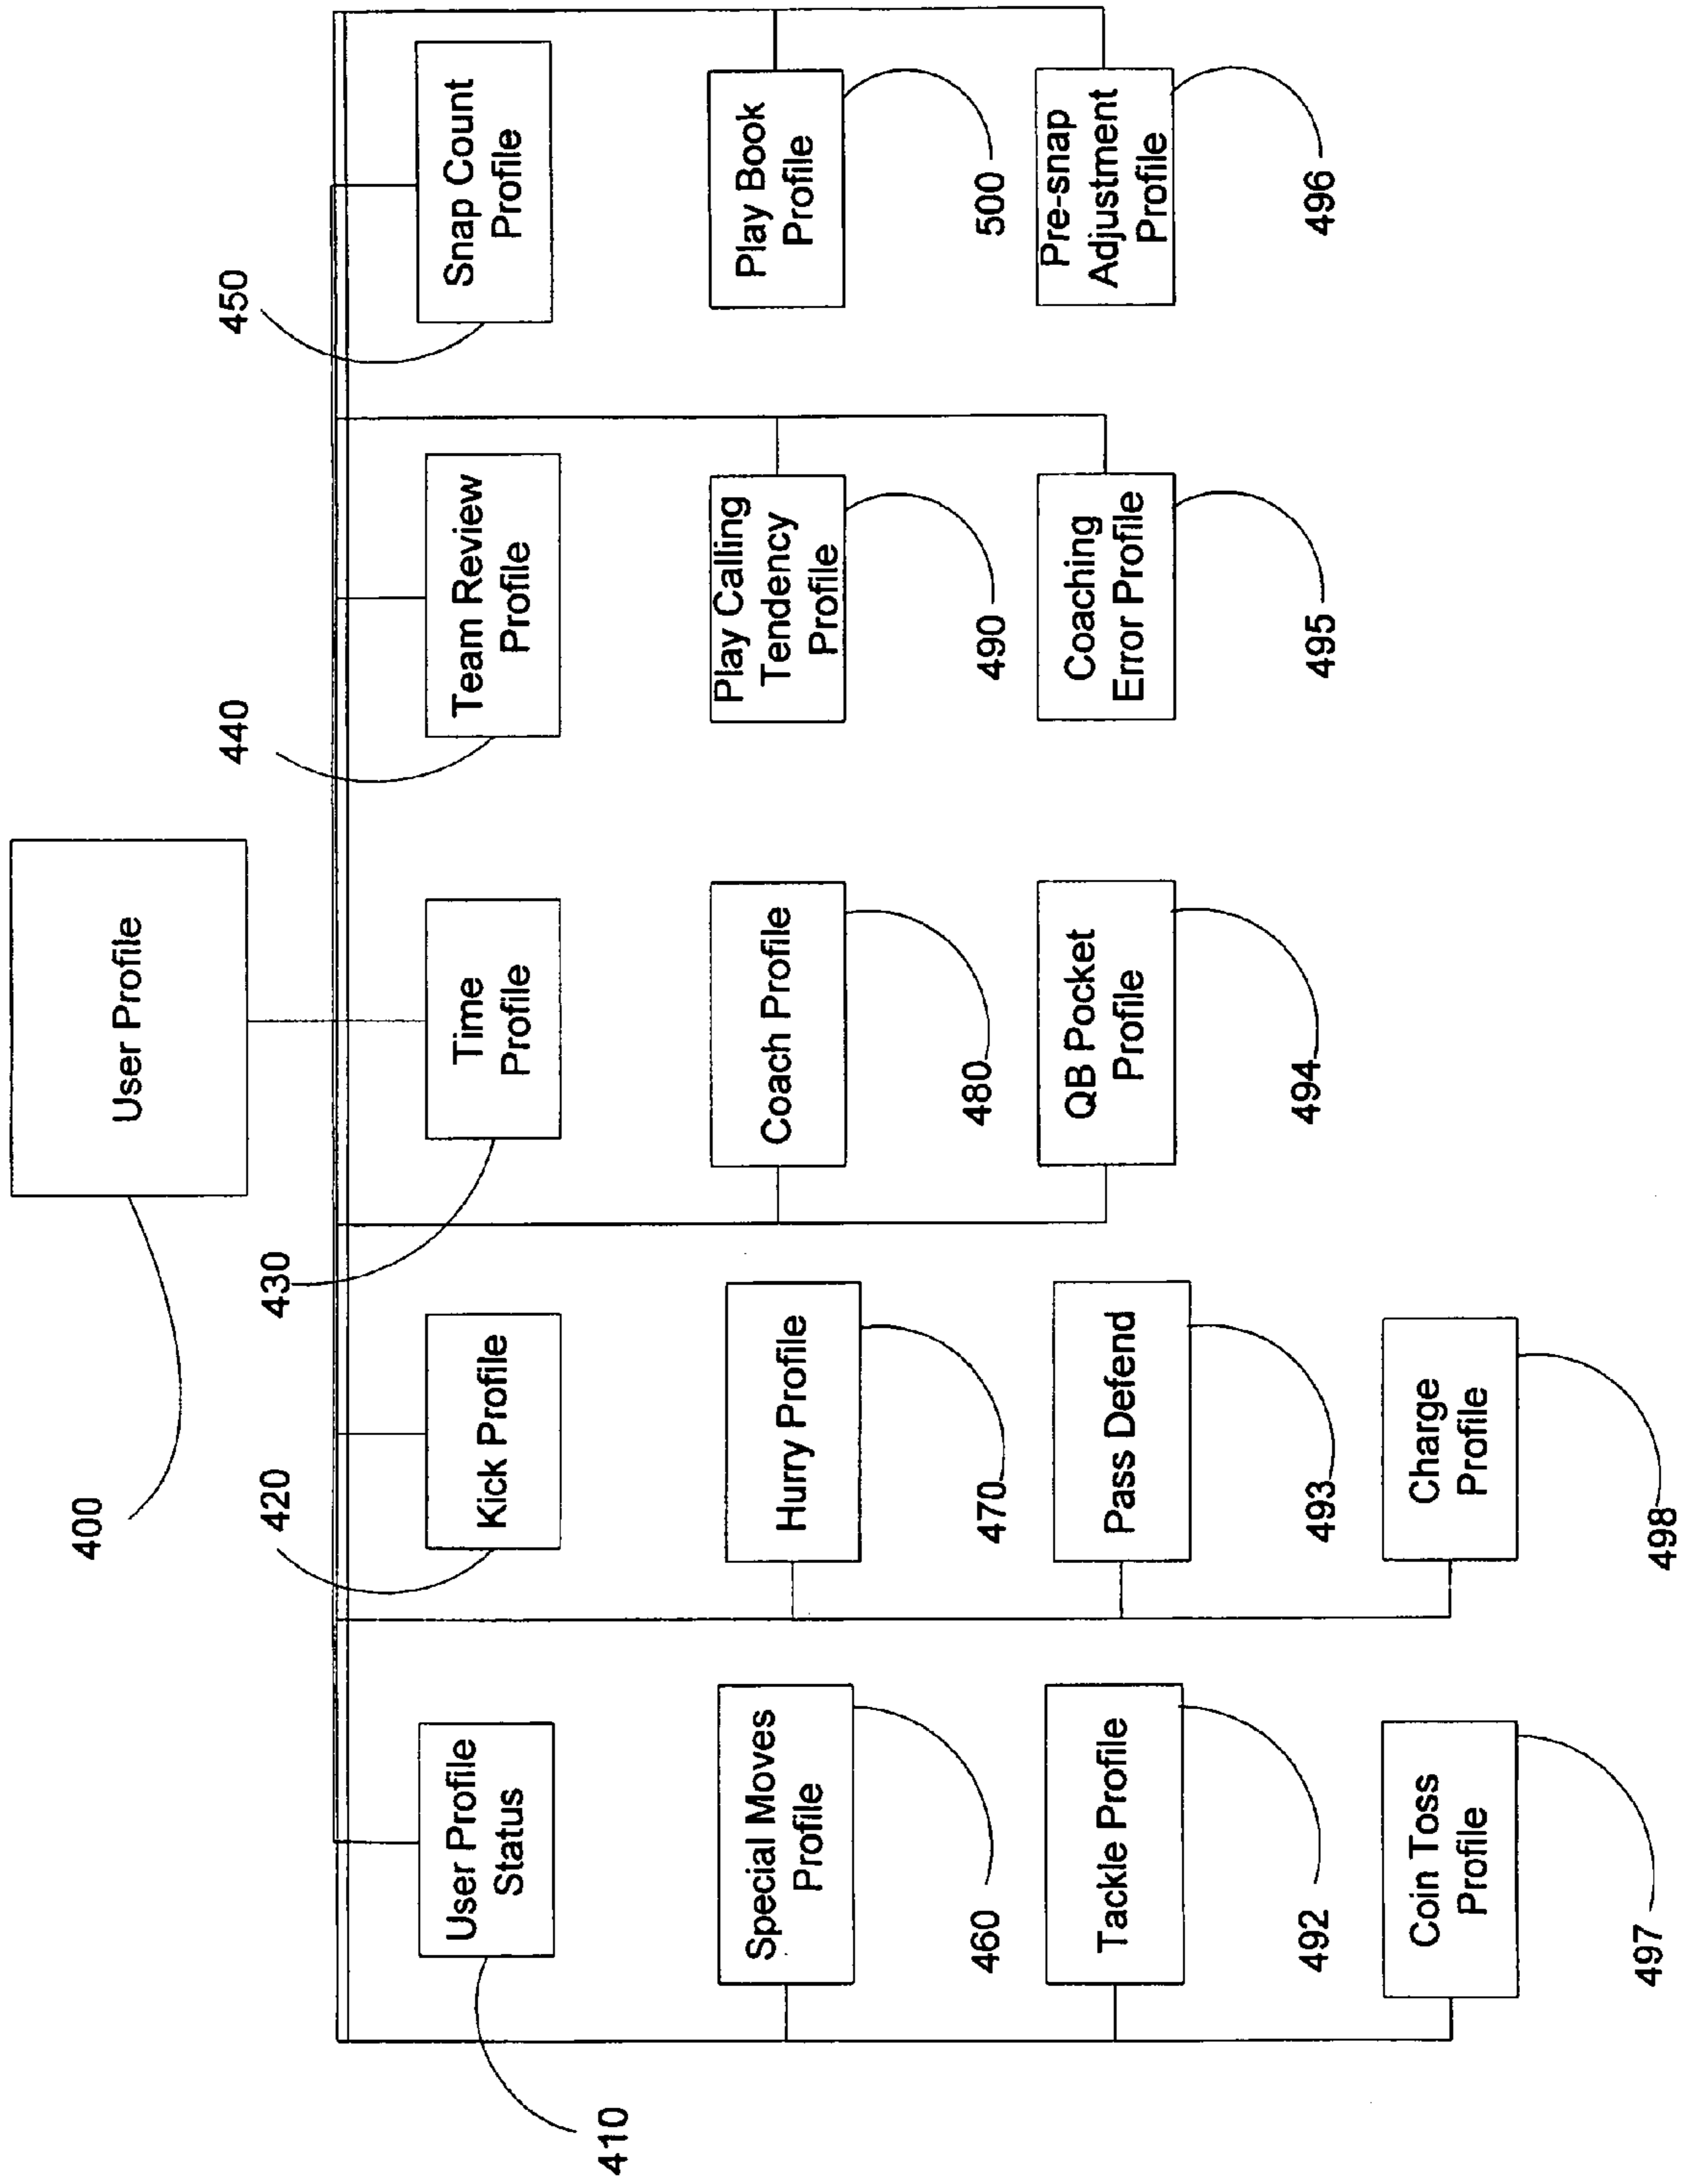 400
User Profile
410
User Profile
Status
420
Kick Profile
430
Time
Profile
440
Team Review
Profile
450
Snap Count
Profile
Special Moves
Profile
460
Hurry Profile
470
Coach Profile
480
Play Calling
Tendency
Profile
490
Play Book
Profile
500
Tackle Profile
492
Pass Defend
493
QB Pocket
Profile
494
Coaching
Error Profile
495
Pre-snap
Adjustment
Profile
496
Coin Toss
Profile
497
Charge
Profile
498